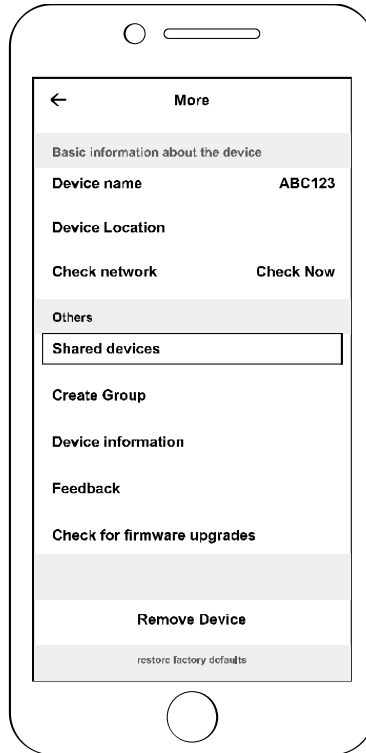 ← More
Basic information about the device
Device name ABC123
Device Location
Check network Check Now
Others
Shared devices
Create Group
Device information
Feedback
Check for firmware upgrades
Remove Device
restore factory defaults